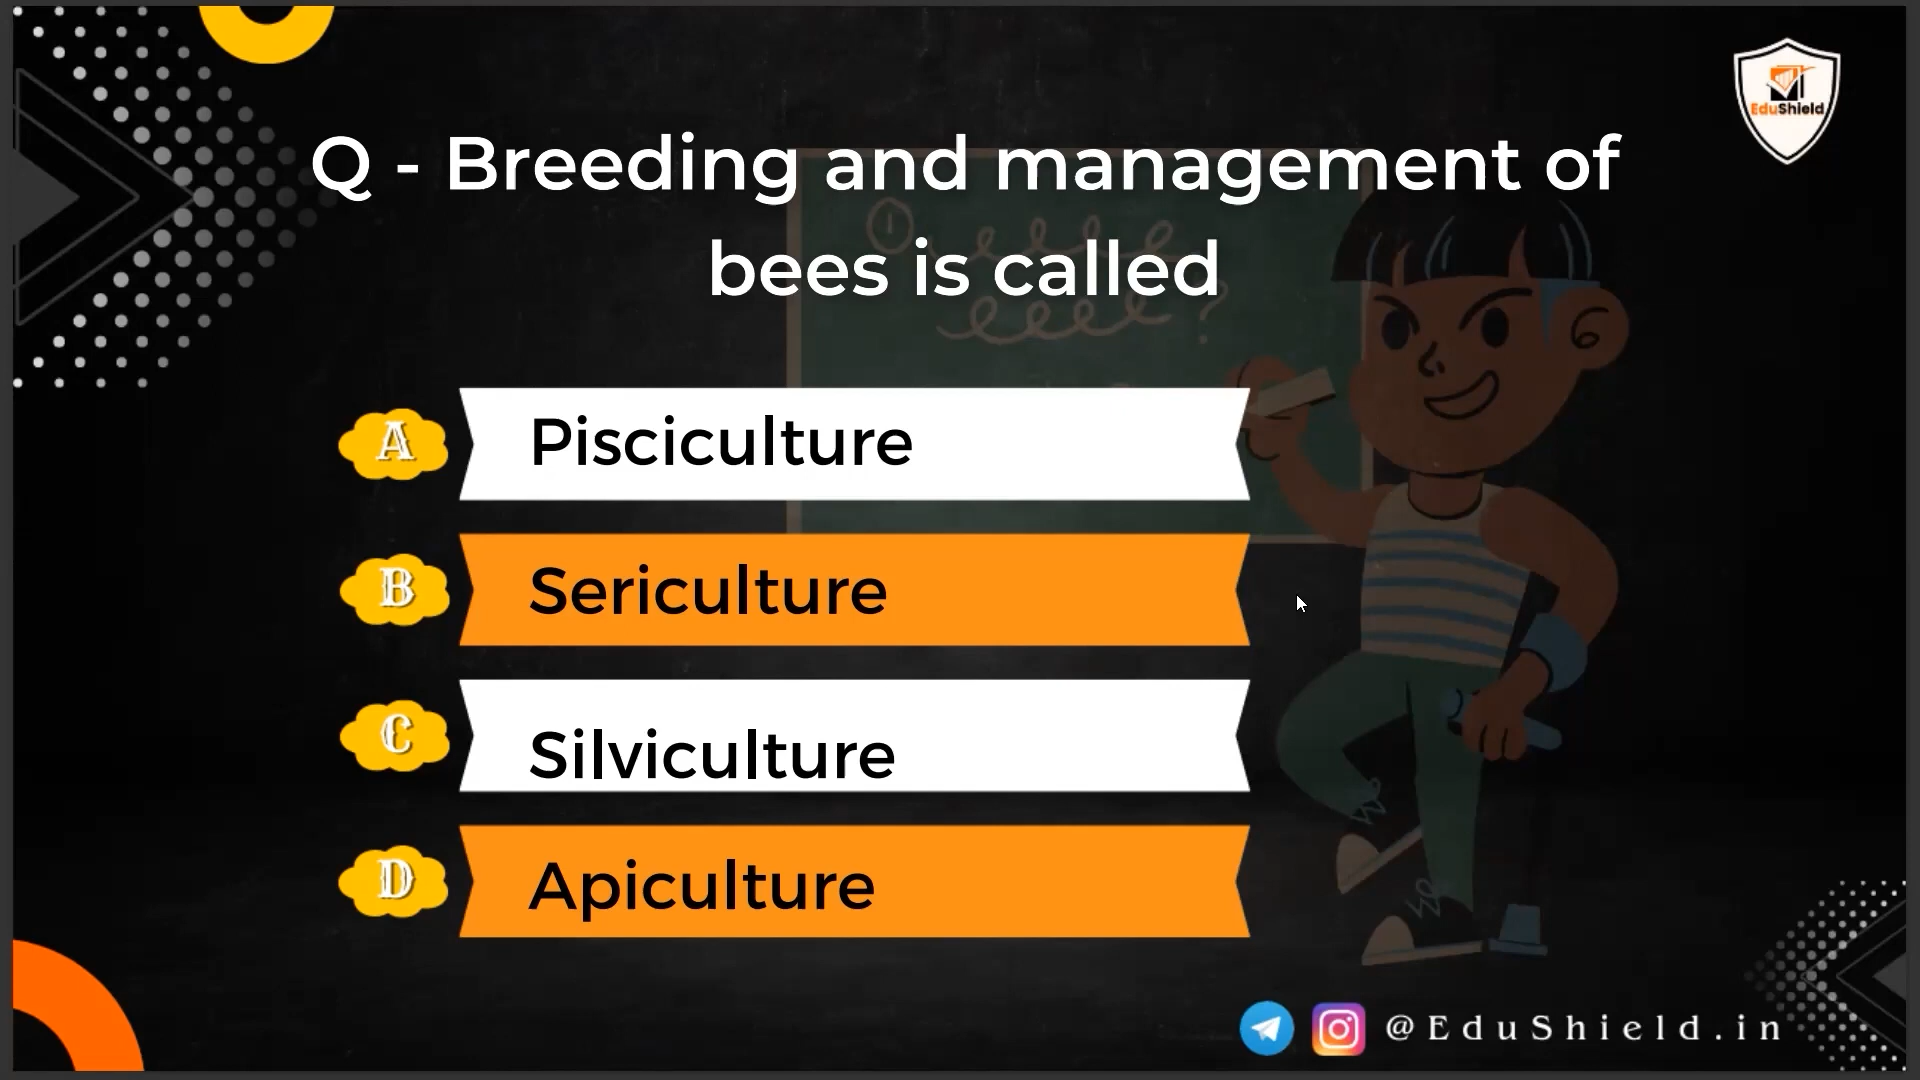 EduShield
Q - Breeding and management of
bees is called
A
Pisciculture
B
Sericulture
C
Silviculture
D
Apiculture
@EduShield.in